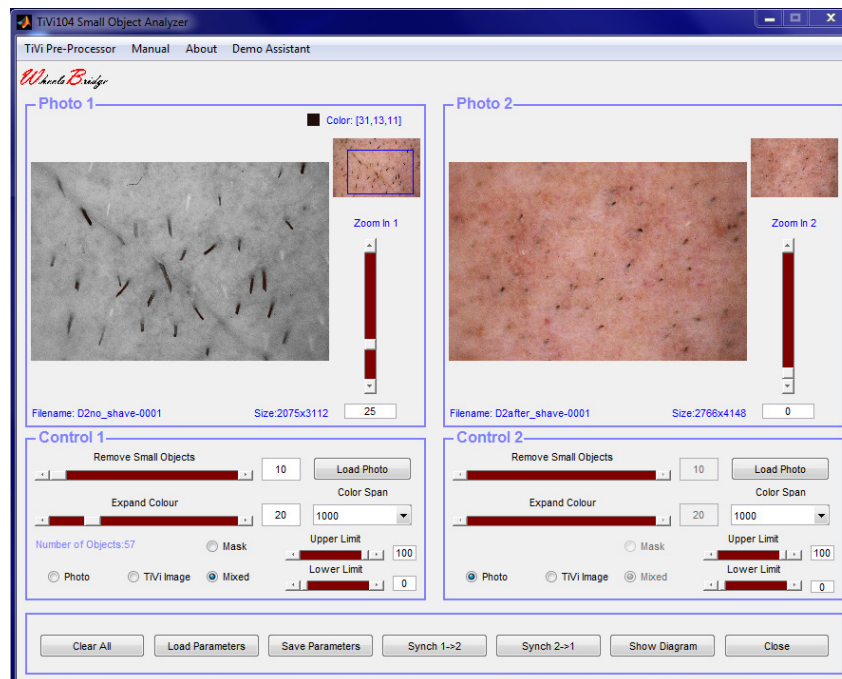 TiVi104 Small Object Analyzer
TiVi Pre-Processor Manual About Demo Assistant
Wheels Bridge
Photo 1
Color: [31,13,11]
Zoom In 1
Filename: D2no_shave-0001 Size:2075x3112 25
Photo 2
Zoom In 2
Filename: D2after_shave-0001 Size:2766x4148 0
Control 1
Remove Small Objects
10 Load Photo
Expand Colour Color Span
20 1000
Number of Objects:57 Mask Upper Limit
100
Photo TiVi Image Mixed Lower Limit
0
Control 2
Remove Small Objects
10 Load Photo
Expand Colour Color Span
20 1000
Mask Upper Limit
100
Photo TiVi Image Mixed Lower Limit
0
Clear All Load Parameters Save Parameters Synch 1->2 Synch 2->1 Show Diagram Close